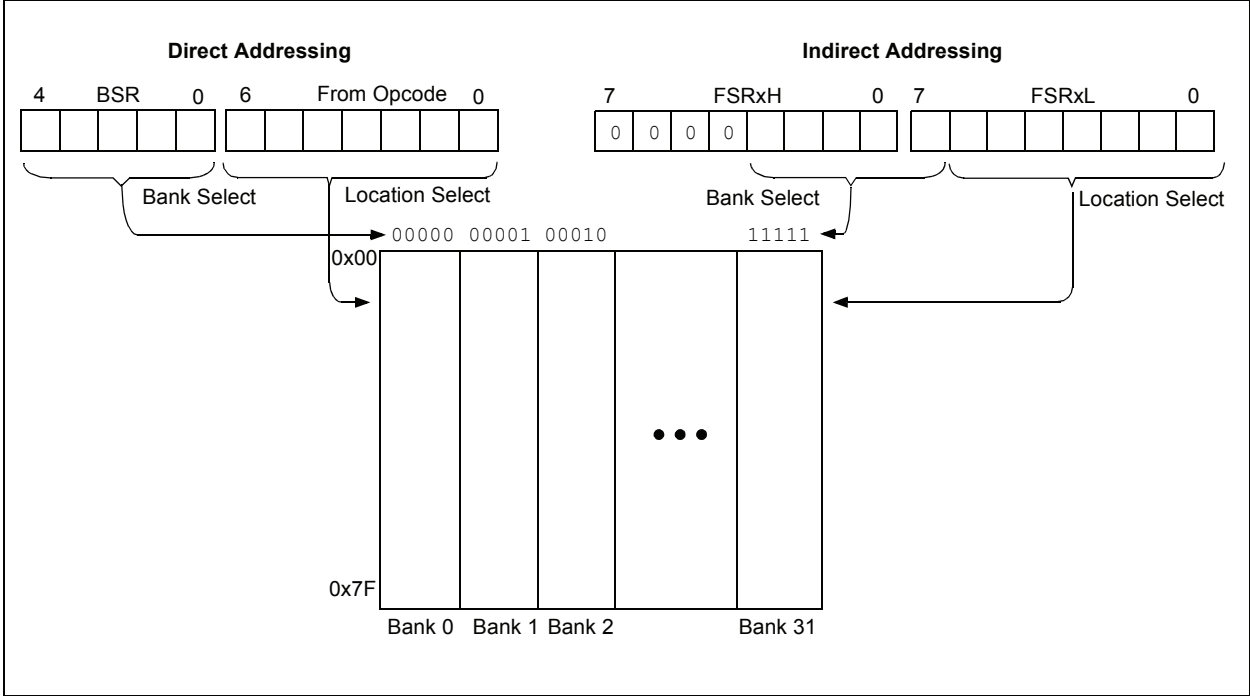 Direct Addressing Indirect Addressing
4 BSR 0 6 From Opcode 0 7 FSRxH 0 7 FSRxL 0
0 0 0 0
Bank Select Location Select Bank Select Location Select
00000 00001 00010 11111
0x00
0x7F
Bank 0 Bank 1 Bank 2 Bank 31